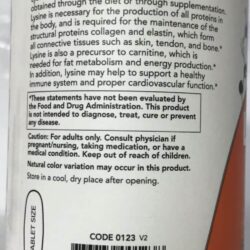 obtained through the diet or through supplementation.
Lysine is necessary for the production of all proteins in
the body, and is required for the maintenance of the
structural proteins collagen and elastin, which form
all connective tissues such as skin, tendon, and bone.*
Lysine is also a precursor to carnitine, which is
needed for fat metabolism and energy production.*
In addition, lysine may help to support a healthy
immune system and proper cardiovascular function.*
*These statements have not been evaluated by
the Food and Drug Administration. This product
is not intended to diagnose, treat, cure or prevent
any disease.
Caution: For adults only. Consult physician if
pregnant/nursing, taking medication, or have a
medical condition. Keep out of reach of children.
Natural color variation may occur in this product.
Store in a cool, dry place after opening.
TABLET SIZE
CODE 0123 V2